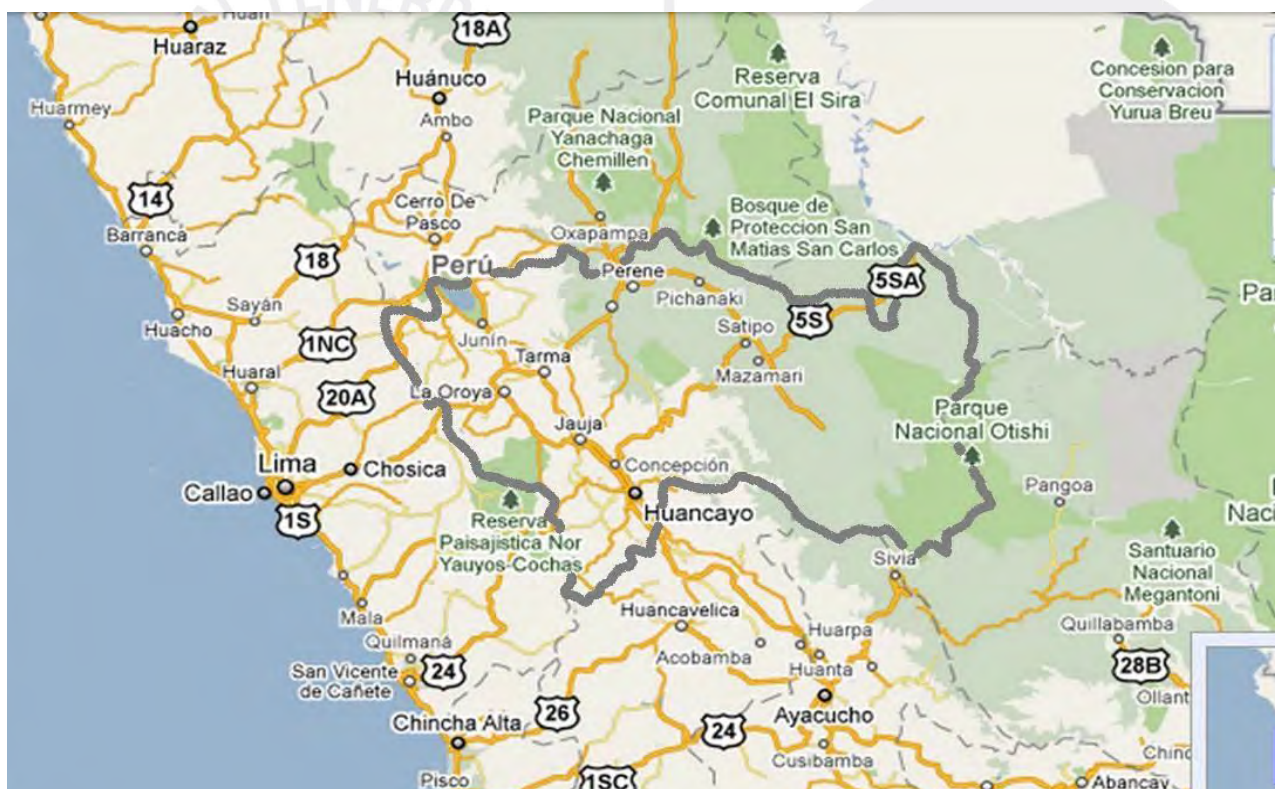 TENEBR
18A
Huaraz
Huánuco
Reserva
Comunal El Sira
Concesion para
Conservacion
Yurua Breu
Huarmey
Ambo
Parque Nacional
Yanachaga
Chemillen
14
Cerro De
Pasco
Bosque de
Proteccion San
Matias San Carlos
Barranca
Oxapampa
18
Perú
Perene
5SA
Pichanaki
Sayán
5S
Huacho
Satipo
1NC
Junín
Tarma
Mazamari
Huaral
20A
La Oroya
Parque
Nacional Otishi
Jauja
Lima
Chosica
Concepción
Callao
Pangoa
1S
Huancayo
Reserva
Paisajistica Nor
Yauyos-Cochas
Sivia
Santuario
Nacional
Megantoni
Mala
Huancavelica
Quilmaná
Huarpa
Quillabamba
24
Acobamba
Huanta
28B
San Vicente
de Cañete
Ollant
26
Ayacucho
Chincha Alta
24
Cusibamba
Pisco
1SC
Abancay